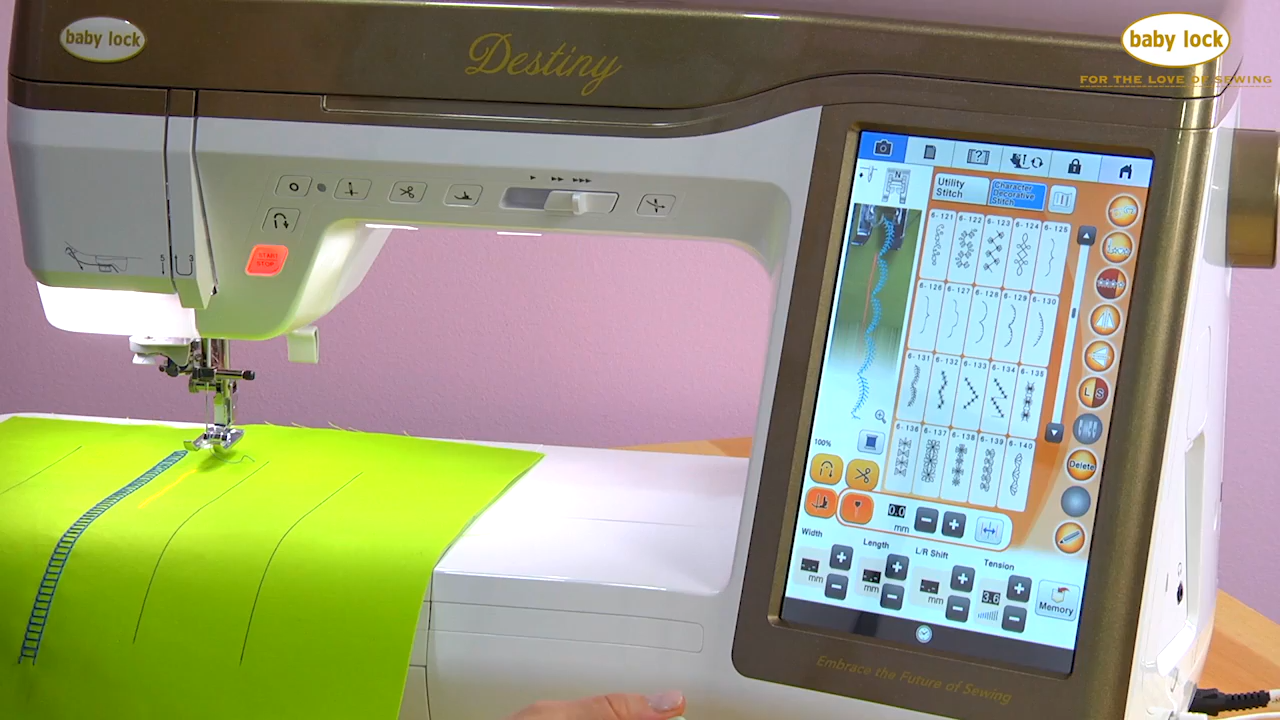 baby lock
Destiny
baby lock
FOR THE LOVE OF SEWING
START
STOP
5
3
N
Utility
Stitch
Character
Decorative
Stitch
6-121
6-122
6-123
6-124
6-125
6-126
6-127
6-128
6-129
6-130
6-131
6-132
6-133
6-134
6-135
6-136
6-137
6-138
6-139
6-140
L S
Delete
100%
0.0
mm
Width
Length
L/R Shift
Tension
mm
mm
mm
3.6
Memory
Embrace the Future of Sewing